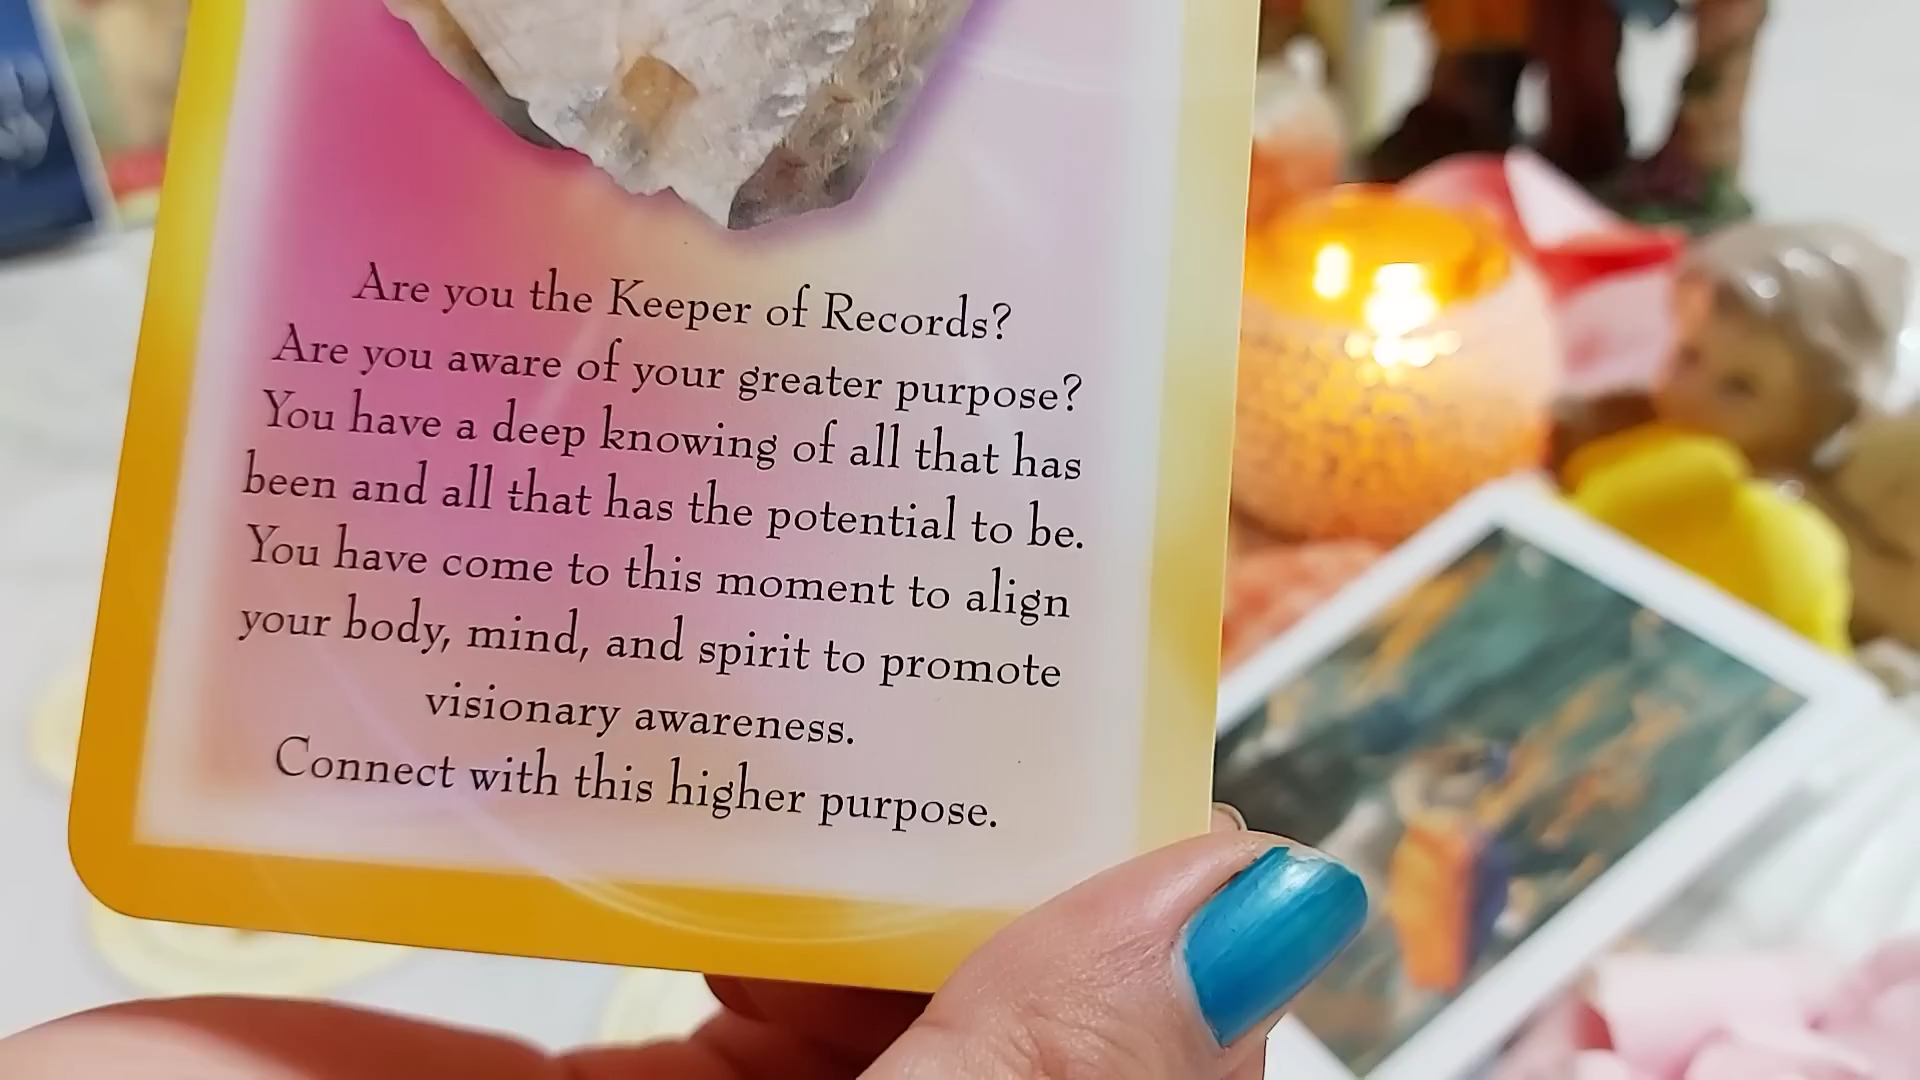 Are you the Keeper of Records?
Are you aware of your greater purpose?
You have a deep knowing of all that has
been and all that has the potential to be.
You have come to this moment to align
your body, mind, and spirit to promote
visionary awareness.
Connect with this higher purpose.